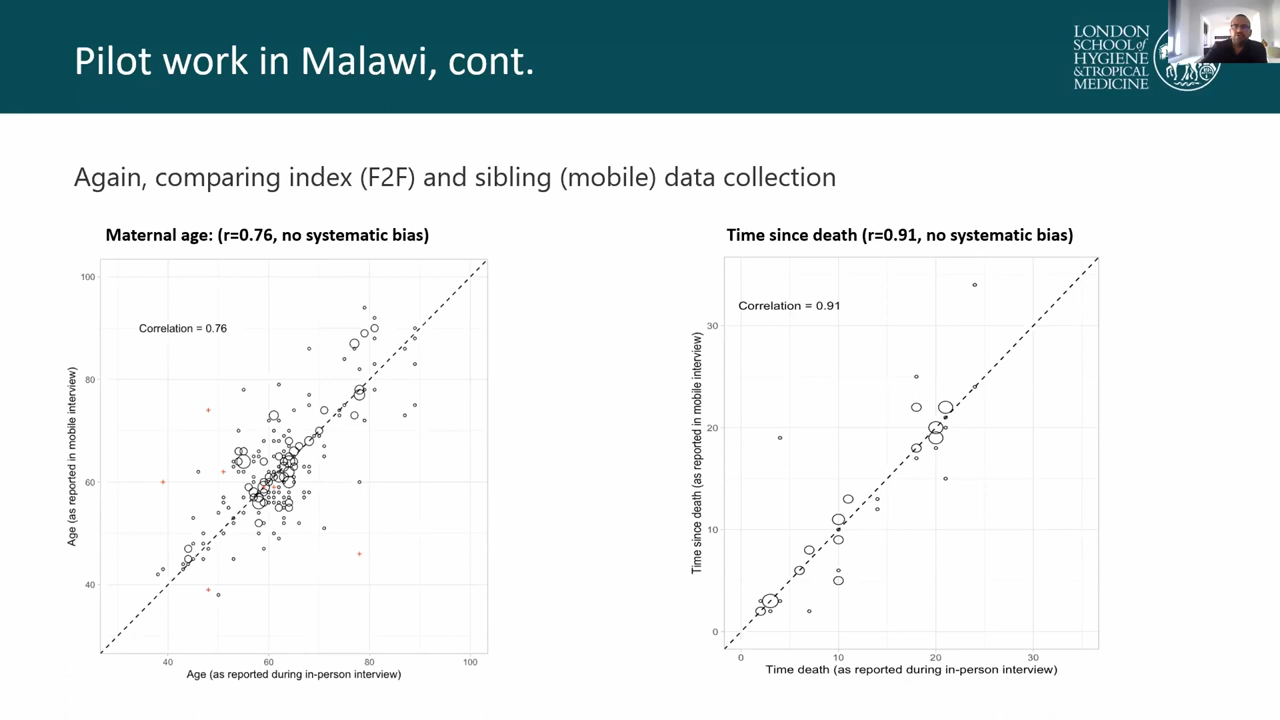 Pilot work in Malawi, cont.
LONDON
SCHOOL of
HYGIENE
& TROPICAL
MEDICINE
Again, comparing index (F2F) and sibling (mobile) data collection
Maternal age: (r=0.76, no systematic bias)
Correlation = 0.76
Age (as reported in mobile interview)
100
80
60
40
40 60 80 100
Age (as reported during in-person interview)
Time since death (r=0.91, no systematic bias)
Correlation = 0.91
Time since death (as reported in mobile interview)
30
20
10
0
0 10 20 30
Time death (as reported during in-person interview)